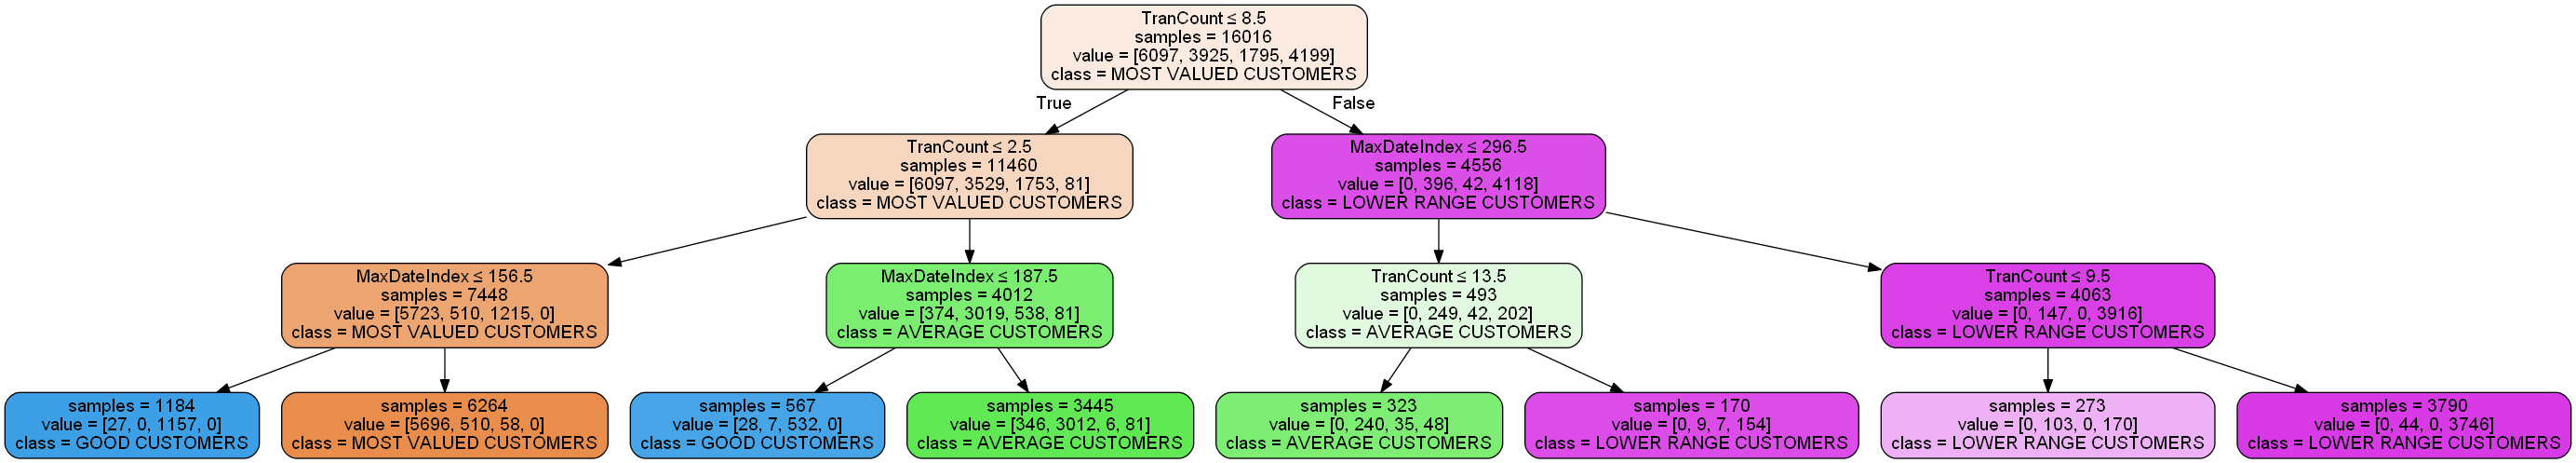 TranCount ≤ 8.5
samples = 16016
value = [6097, 3925, 1795, 4199]
class = MOST VALUED CUSTOMERS
True
False
TranCount ≤ 2.5
samples = 11460
value = [6097, 3529, 1753, 81]
class = MOST VALUED CUSTOMERS
MaxDateIndex ≤ 296.5
samples = 4556
value = [0, 396, 42, 4118]
class = LOWER RANGE CUSTOMERS
MaxDateIndex ≤ 156.5
samples = 7448
value = [5723, 510, 1215, 0]
class = MOST VALUED CUSTOMERS
MaxDateIndex ≤ 187.5
samples = 4012
value = [374, 3019, 538, 81]
class = AVERAGE CUSTOMERS
TranCount ≤ 13.5
samples = 493
value = [0, 249, 42, 202]
class = AVERAGE CUSTOMERS
TranCount ≤ 9.5
samples = 4063
value = [0, 147, 0, 3916]
class = LOWER RANGE CUSTOMERS
samples = 1184
value = [27, 0, 1157, 0]
class = GOOD CUSTOMERS
samples = 6264
value = [5696, 510, 58, 0]
class = MOST VALUED CUSTOMERS
samples = 567
value = [28, 7, 532, 0]
class = GOOD CUSTOMERS
samples = 3445
value = [346, 3012, 6, 81]
class = AVERAGE CUSTOMERS
samples = 323
value = [0, 240, 35, 48]
class = AVERAGE CUSTOMERS
samples = 170
value = [0, 9, 7, 154]
class = LOWER RANGE CUSTOMERS
samples = 273
value = [0, 103, 0, 170]
class = LOWER RANGE CUSTOMERS
samples = 3790
value = [0, 44, 0, 3746]
class = LOWER RANGE CUSTOMERS